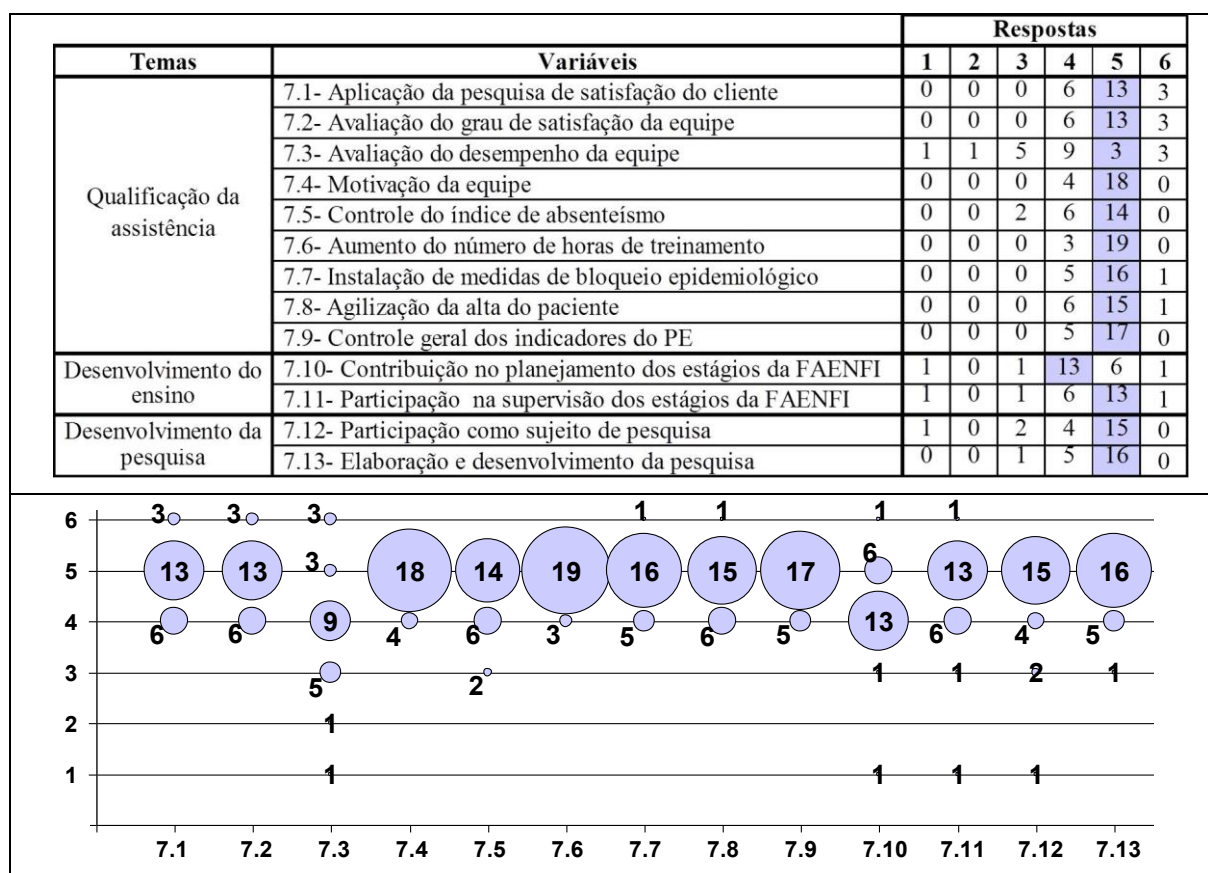 Respostas
Temas Variáveis 1 2 3 4 5 6
Qualificação da assistência
7.1- Aplicação da pesquisa de satisfação do cliente 0 0 0 6 13 3
7.2- Avaliação do grau de satisfação da equipe 0 0 0 6 13 3
7.3- Avaliação do desempenho da equipe 1 1 5 9 3 3
7.4- Motivação da equipe 0 0 0 4 18 0
7.5- Controle do índice de absenteísmo 0 0 2 6 14 0
7.6- Aumento do número de horas de treinamento 0 0 0 3 19 0
7.7- Instalação de medidas de bloqueio epidemiológico 0 0 0 5 16 1
7.8- Agilização da alta do paciente 0 0 0 6 15 1
7.9- Controle geral dos indicadores do PE 0 0 0 5 17 0
Desenvolvimento do ensino
7.10- Contribuição no planejamento dos estágios da FAENFI 1 0 1 13 6 1
7.11- Participação na supervisão dos estágios da FAENFI 1 0 1 6 13 1
Desenvolvimento da pesquisa
7.12- Participação como sujeito de pesquisa 1 0 2 4 15 0
7.13- Elaboração e desenvolvimento da pesquisa 0 0 1 5 16 0
6 3 3 3 1 1 1 1
5 13 13 3 18 14 19 16 15 17 6 13 15 16
4 6 6 9 4 6 3 5 6 5 13 6 4 5
3 5 2 1 1 2 1
2 1
1 1 1 1 1
7.1 7.2 7.3 7.4 7.5 7.6 7.7 7.8 7.9 7.10 7.11 7.12 7.13